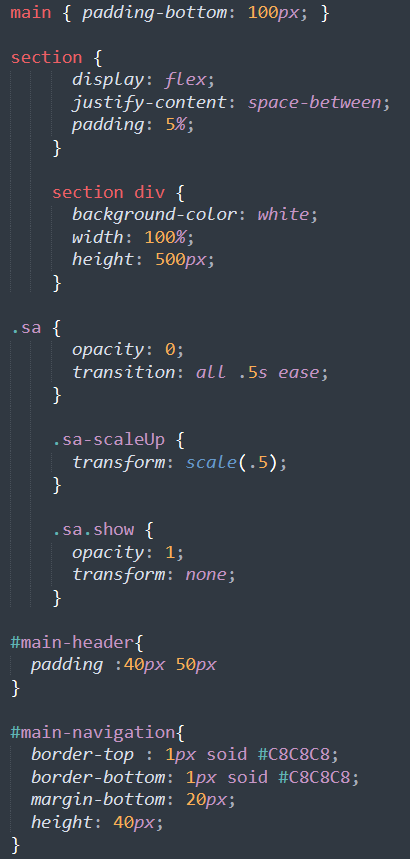 main { padding-bottom: 100px; }
section {
display: flex;
justify-content: space-between;
padding: 5%;
}
section div {
background-color: white;
width: 100%;
height: 500px;
}
.sa {
opacity: 0;
transition: all .5s ease;
}
.sa-scaleUp {
transform: scale(.5);
}
.sa.show {
opacity: 1;
transform: none;
}
#main-header{
padding :40px 50px
}
#main-navigation{
border-top : 1px soid #C8C8C8;
border-bottom: 1px soid #C8C8C8;
margin-bottom: 20px;
height: 40px;
}